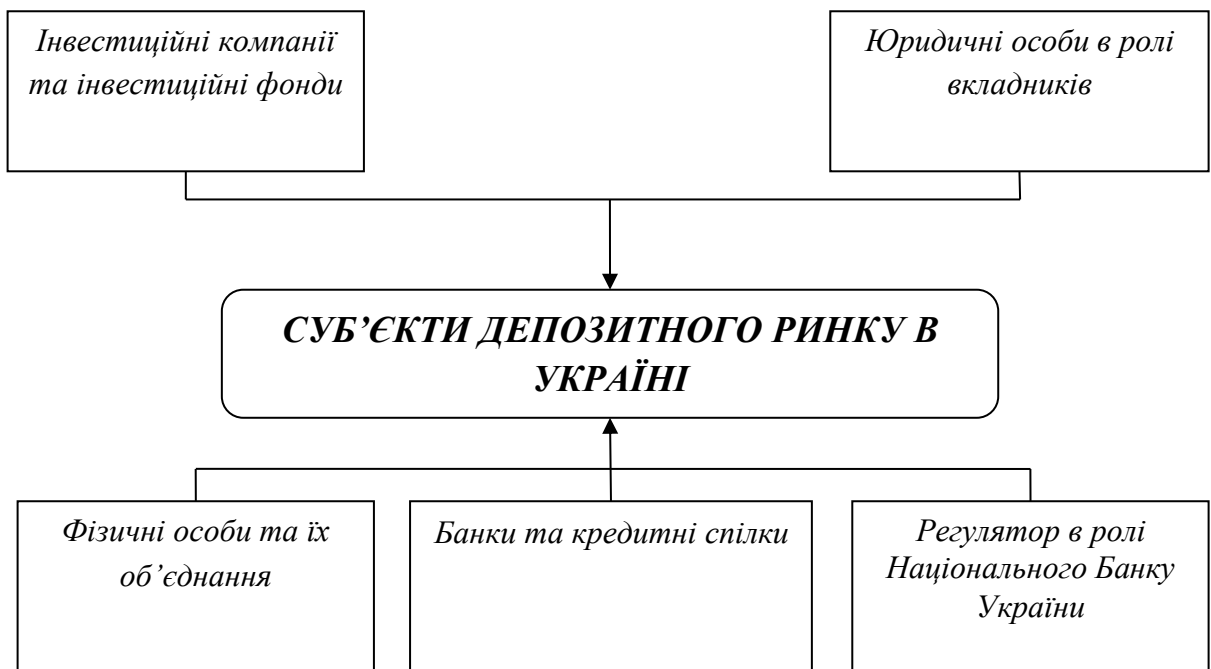 Інвестиційні компанії
та інвестиційні фонди
Юридичні особи в ролі
вкладників
СУБ’ЄКТИ ДЕПОЗИТНОГО РИНКУ В
УКРАЇНІ
Фізичні особи та їх
об’єднання
Банки та кредитні спілки
Регулятор в ролі
Національного Банку
України